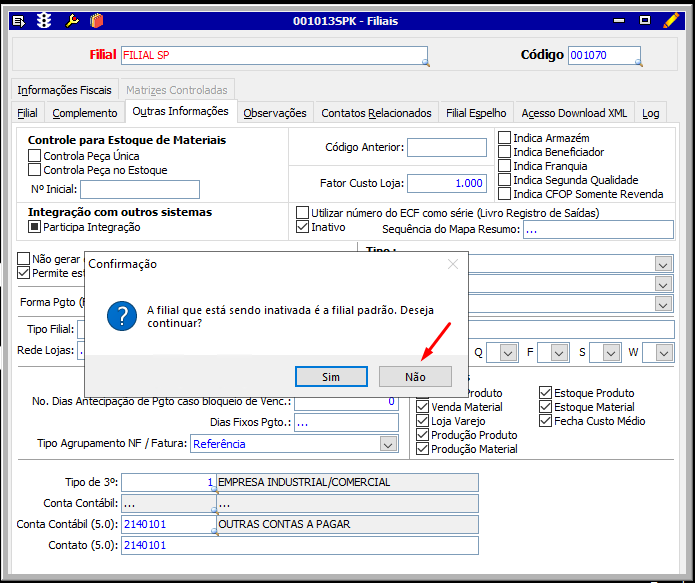 001013SPK - Filiais
Filial FILIAL SP Código 001070
Informações Fiscais Matrizes Controladas
Filial Complemento Outras Informações Observações Contatos Relacionados Filial Espelho Acesso Download XML Log
Controle para Estoque de Materiais
Controla Peça Única
Controla Peça no Estoque
Nº Inicial:
Código Anterior:
Fator Custo Loja: 1.000
Indica Armazém
Indica Beneficiador
Indica Franquia
Indica Segunda Qualidade
Indica CFOP Somente Revenda
Integração com outros sistemas
Participa Integração
Utilizar número do ECF como série (Livro Registro de Saídas)
Inativo
Sequência do Mapa Resumo: ...
Não gerar
Permite
Tipo :
Forma Pgto
Tipo Filial:
Rede Lojas:
Q F S W
Confirmação
A filial que está sendo inativada é a filial padrão. Deseja
continuar?
Sim Não
No. Dias Antecipação de Pgto caso bloqueio de Venc.: 0
Dias Fixos Pgto.: ...
Tipo Agrupamento NF / Fatura: Referência
Produto
Venda Material
Loja Varejo
Produção Produto
Produção Material
Estoque Produto
Estoque Material
Fecha Custo Médio
Tipo de 3º: 1 EMPRESA INDUSTRIAL/COMERCIAL
Conta Contábil: ... ...
Conta Contábil (5.0): 2140101 OUTRAS CONTAS A PAGAR
Contato (5.0): 2140101